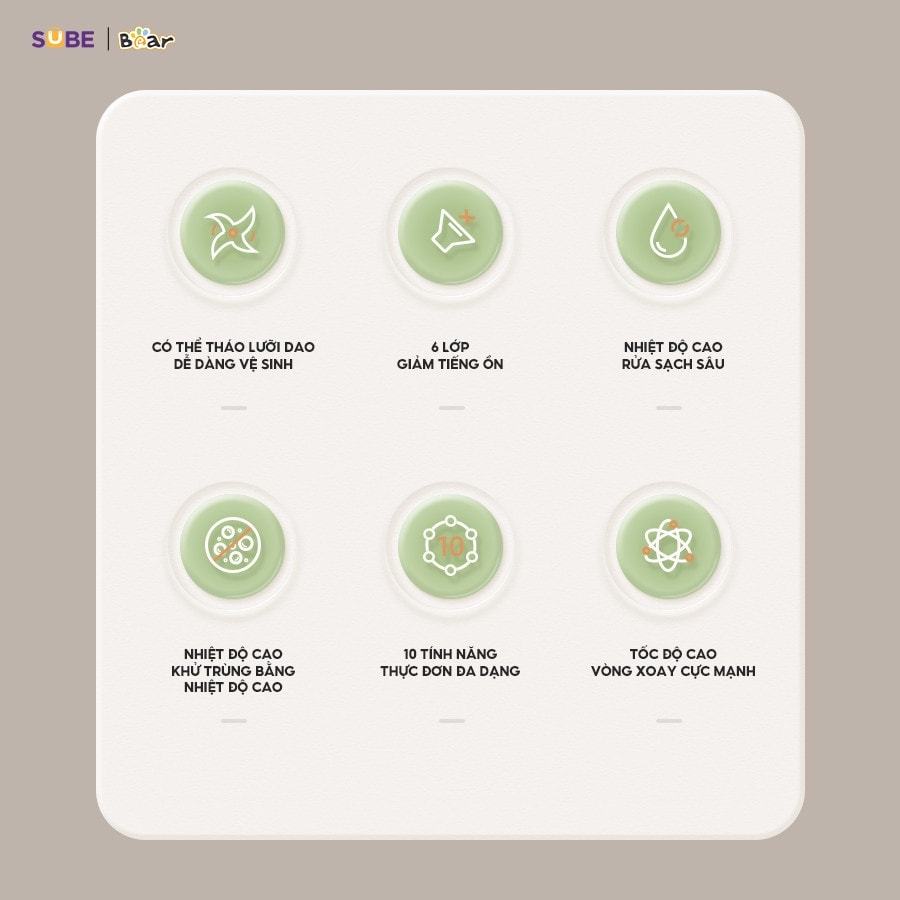 SUBE | Bear
CÓ THỂ THÁO LƯỠI DAO
DỄ DÀNG VỆ SINH
6 LỚP
GIẢM TIẾNG ỒN
NHIỆT ĐỘ CAO
RỬA SẠCH SÂU
NHIỆT ĐỘ CAO
KHỬ TRÙNG BẰNG
NHIỆT ĐỘ CAO
10
10 TÍNH NĂNG
THỰC ĐƠN ĐA DẠNG
TỐC ĐỘ CAO
VÒNG XOAY CỰC MẠNH